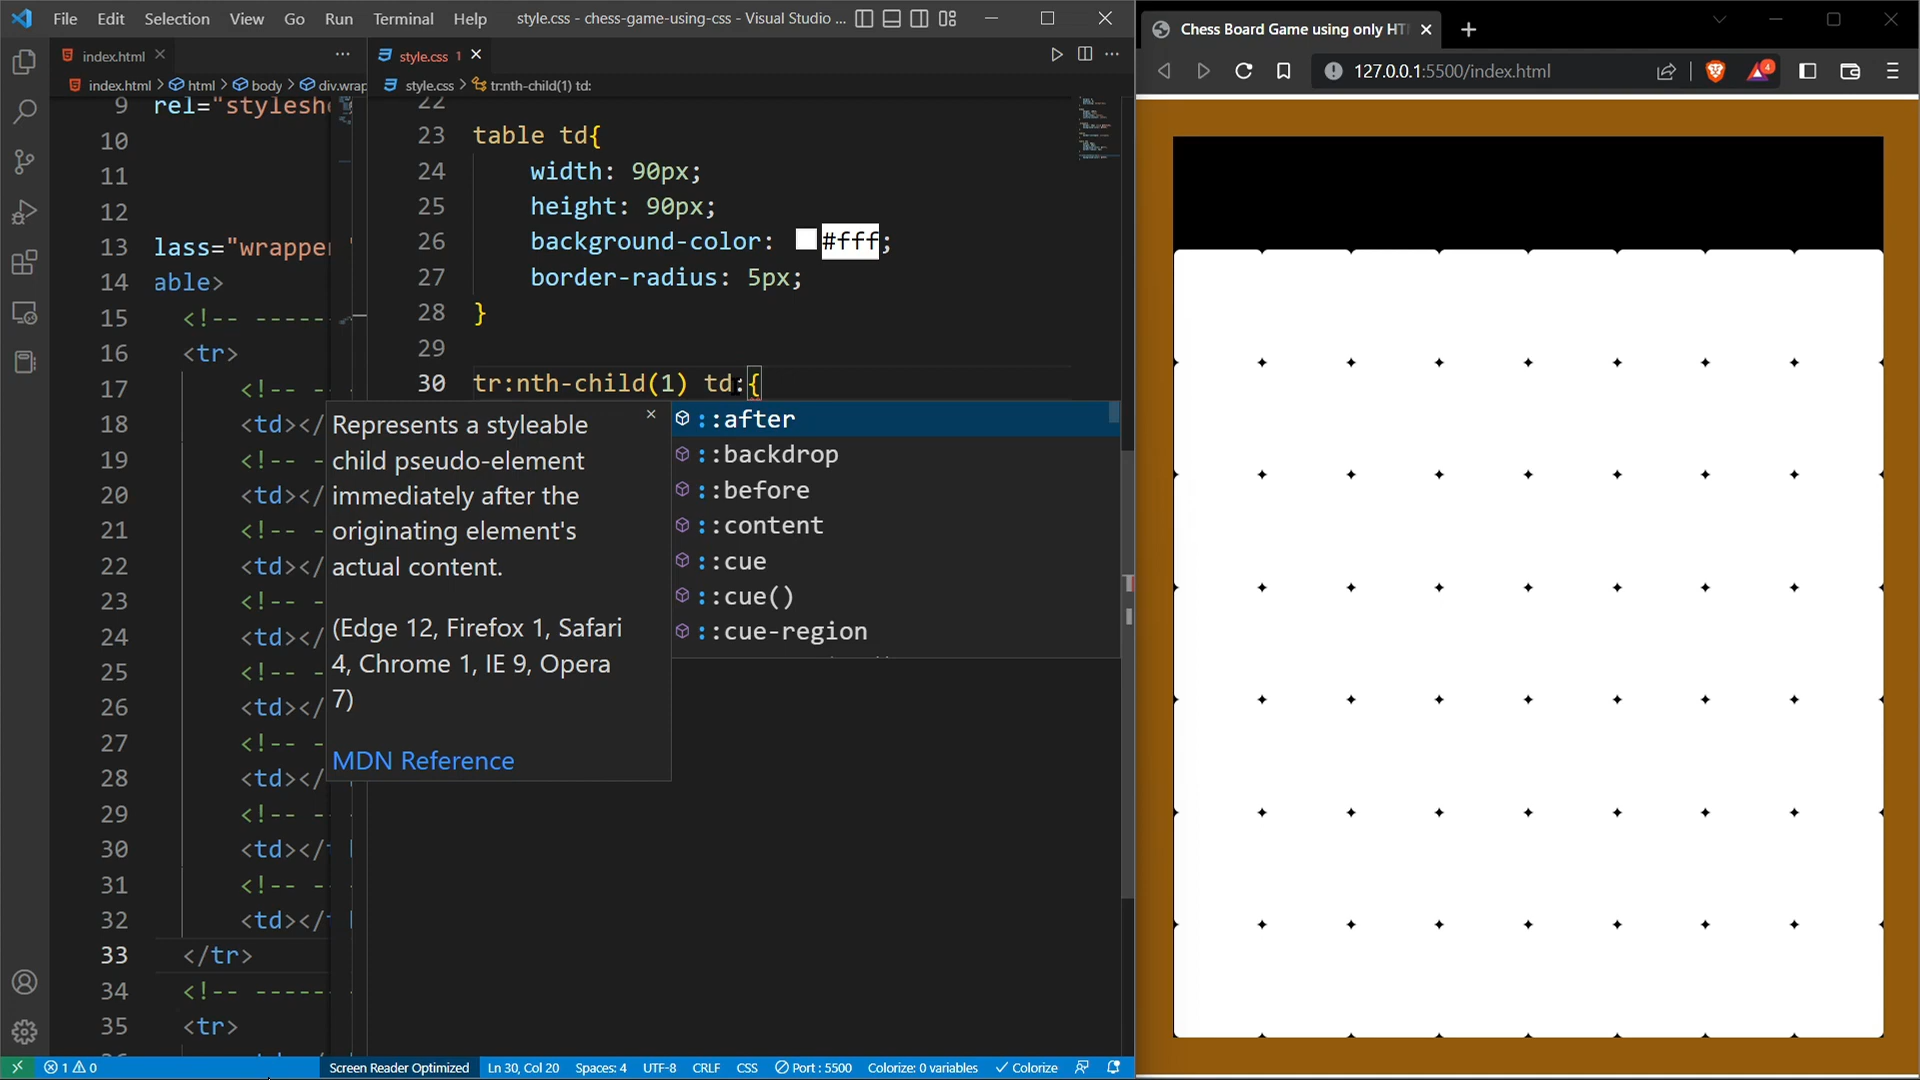 File Edit Selection View Go Run Terminal Help style.css - chess-game-using-css - Visual Studio ...
index.html
style.css 1
index.html > html > body > div.wrap
style.css > tr:nth-child(1) td:
9 rel="stylesh
10
11
12
13 lass="wrapper"
14 able>
15 <!-- -----
16 <tr>
17 <!-- -
18 <td></
19 <!-- -
20 <td></
21 <!-- -
22 <td></
23 <!-- -
24 <td></
25 <!-- -
26 <td></
27 <!-- -
28 <td></
29 <!-- -
30 <td></t
31 <!-- -
32 <td></t
33 </tr>
34 <!-- -----
35 <tr>
22
23 table td{
24 width: 90px;
25 height: 90px;
26 background-color: #fff;
27 border-radius: 5px;
28 }
29
30 tr:nth-child(1) td:{
Represents a styleable
child pseudo-element
immediately after the
originating element's
actual content.
(Edge 12, Firefox 1, Safari
4, Chrome 1, IE 9, Opera
7)
MDN Reference
::after
::backdrop
::before
::content
::cue
::cue()
::cue-region
1 0 Screen Reader Optimized Ln 30, Col 20 Spaces: 4 UTF-8 CRLF CSS Port : 5500 Colorize: 0 variables Colorize
Chess Board Game using only HT
127.0.0.1:5500/index.html
4